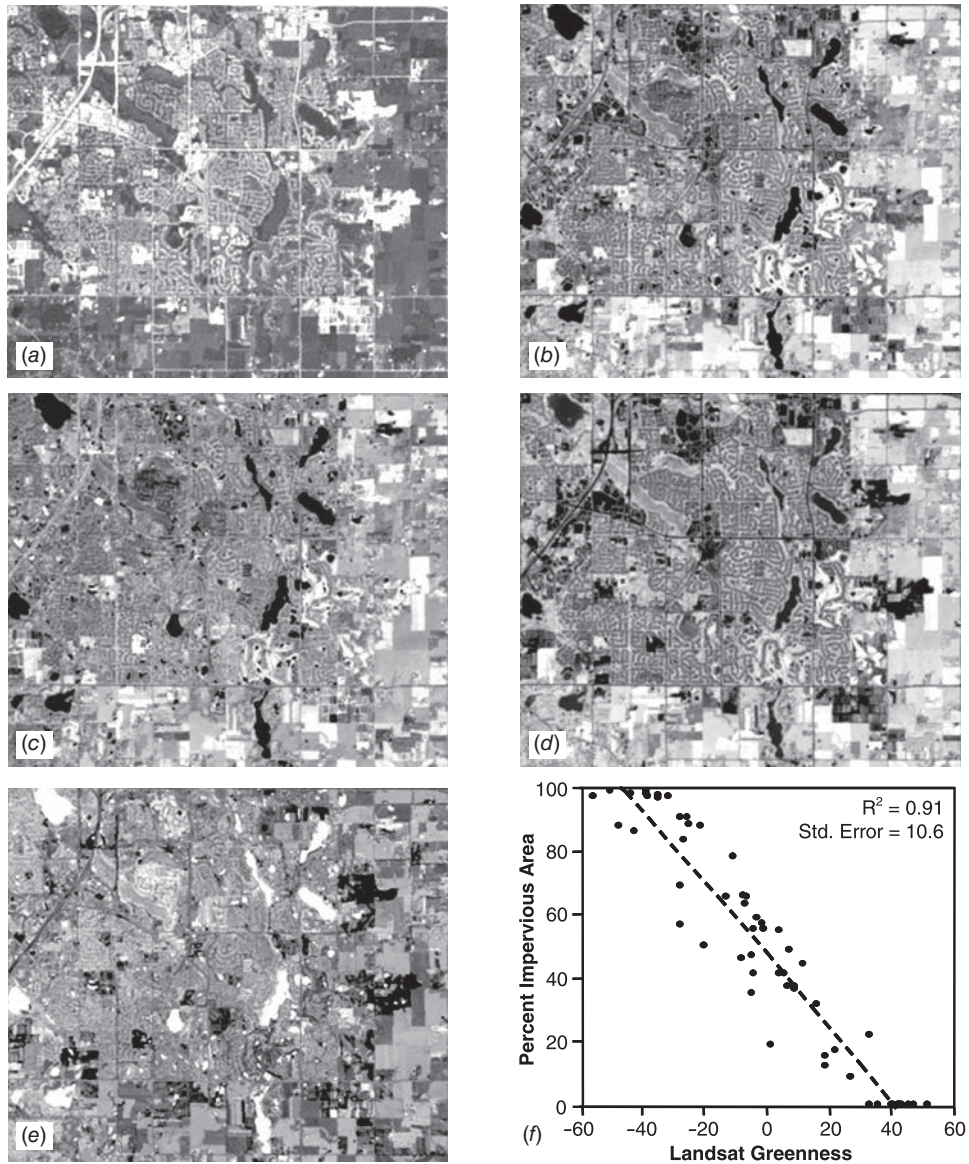 (a)
(b)
(c)
(d)
(e)
100
80
60
40
20
0
Percent Impervious Area
R² = 0.91
Std. Error = 10.6
(f)
−60
−40
−20
0
20
40
60
Landsat Greenness